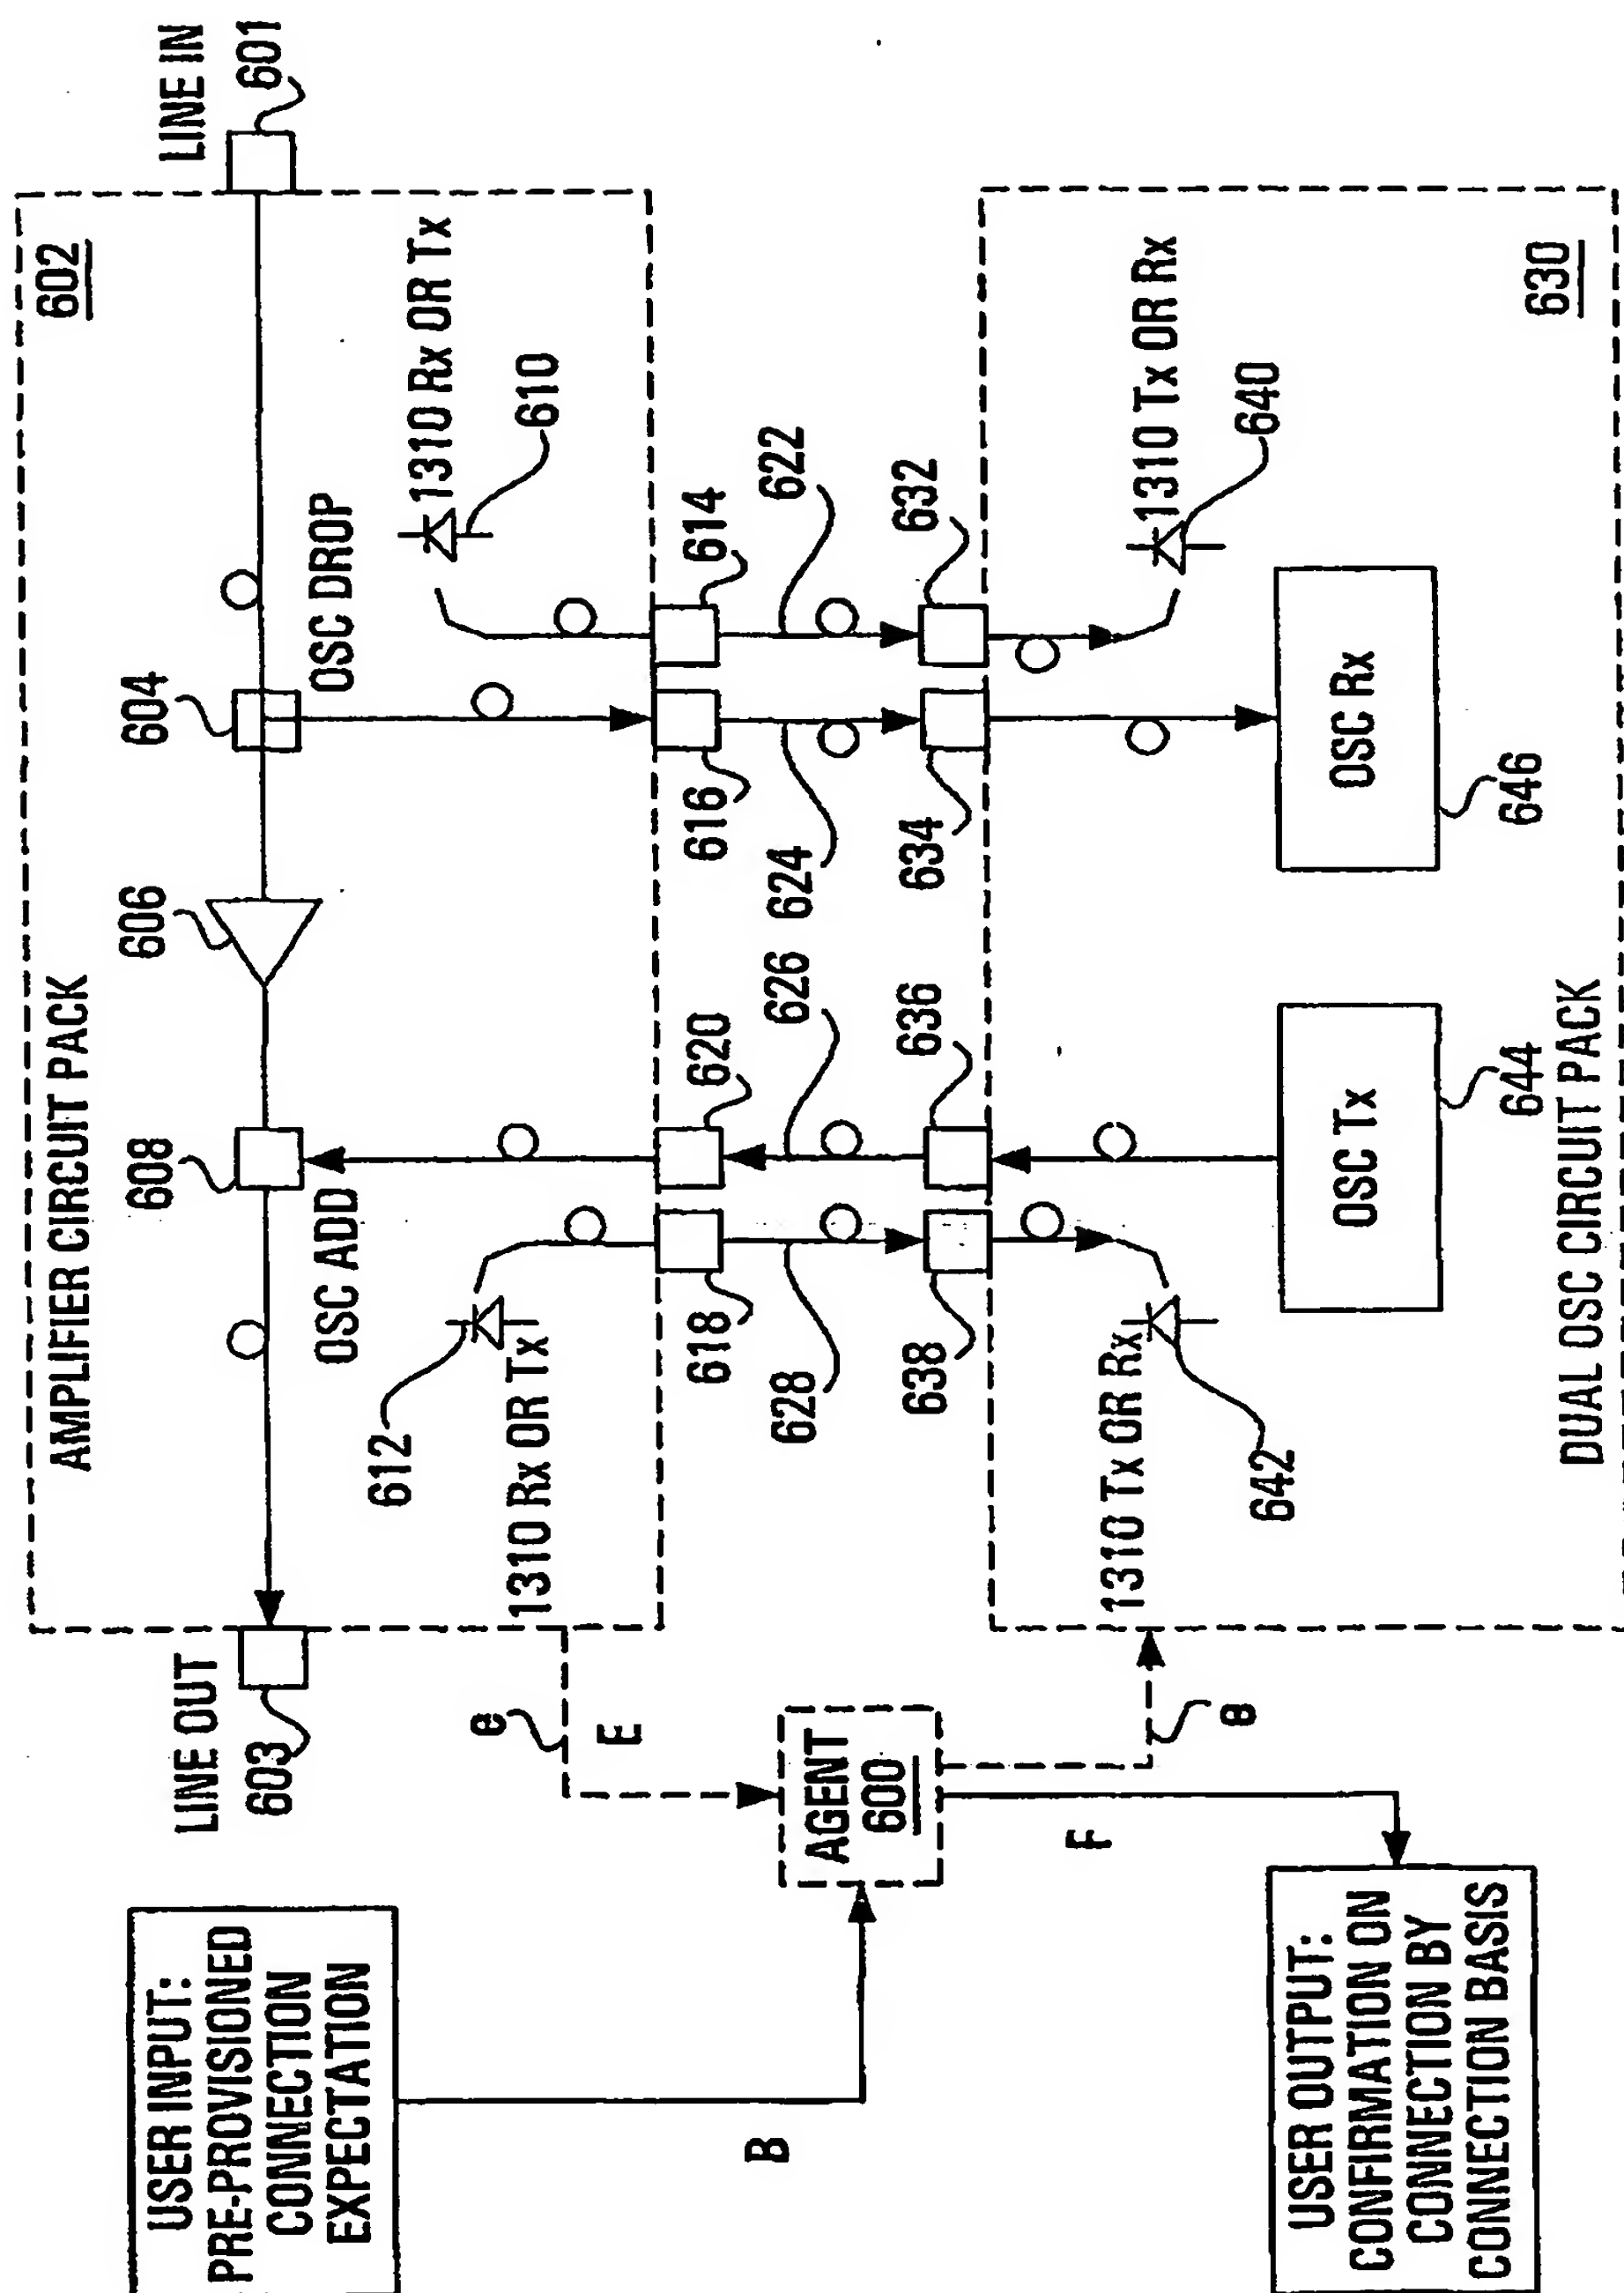 USER INPUT:
PRE-PROVISIONED
CONNECTION
EXPECTATION
B
LINE OUT
603
AMPLIFIER CIRCUIT PACK
602
LINE IN
601
608
606
604
OSC ADD
OSC DROP
612
1310 Rx OR Tx
610
1310 Rx OR Tx
e
E
618
620
616
614
628
626
624
622
638
636
634
632
AGENT
600
F
e
1310 Tx OR Rx
642
1310 Tx OR Rx
640
OSC Tx
644
OSC Rx
646
DUAL OSC CIRCUIT PACK
630
USER OUTPUT:
CONFIRMATION ON
CONNECTION BY
CONNECTION BASIS